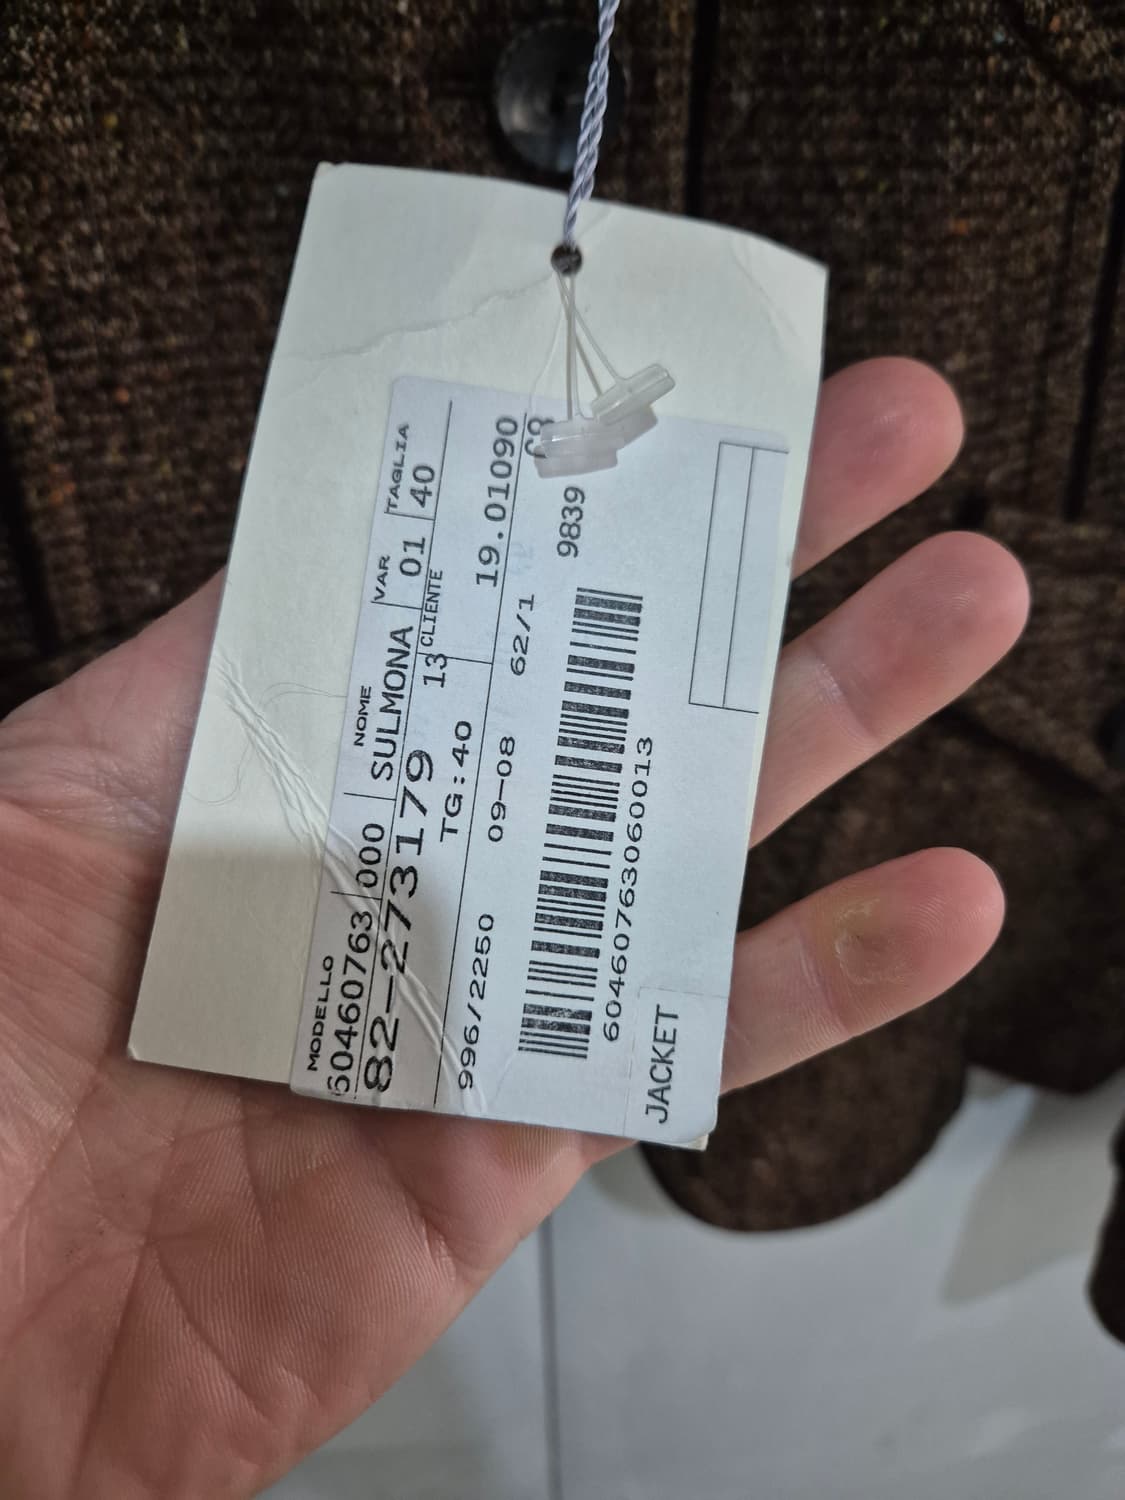 MODELLO NOME VAR TAGLIA
60460763 000 SULMONA 01 40
82-273179 13 CLIENTE
TG:40
996/2250 09-08 62/1 19.01090
9839
60460763060013
JACKET